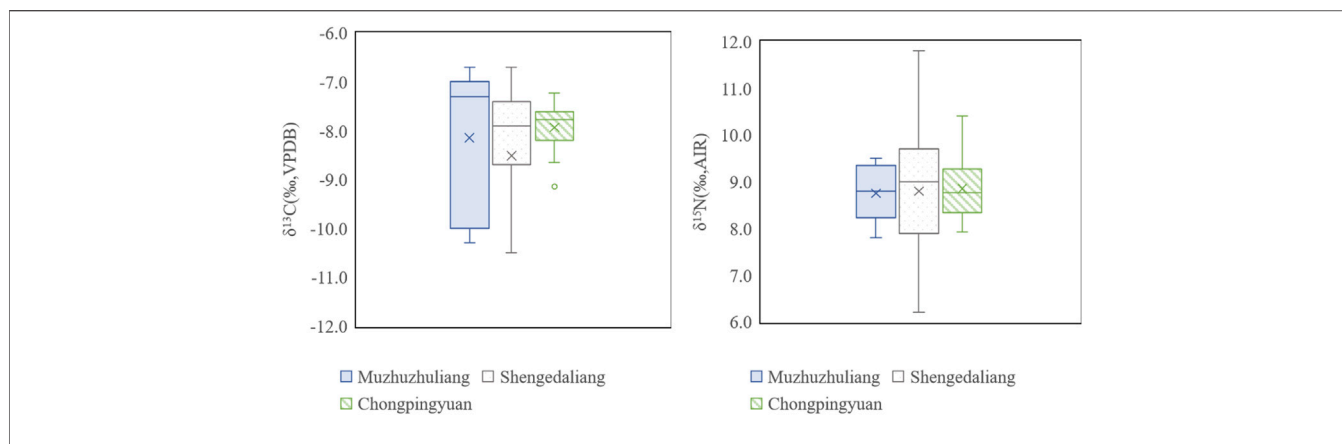 -6.0
-7.0
-8.0
-9.0
-10.0
-11.0
-12.0
δ¹³C(‰,VPDB)
Muzhuzhuliang Shengedaliang
Chongpingyuan
12.0
11.0
10.0
9.0
8.0
7.0
6.0
δ¹⁵N(‰,AIR)
Muzhuzhuliang Shengedaliang
Chongpingyuan